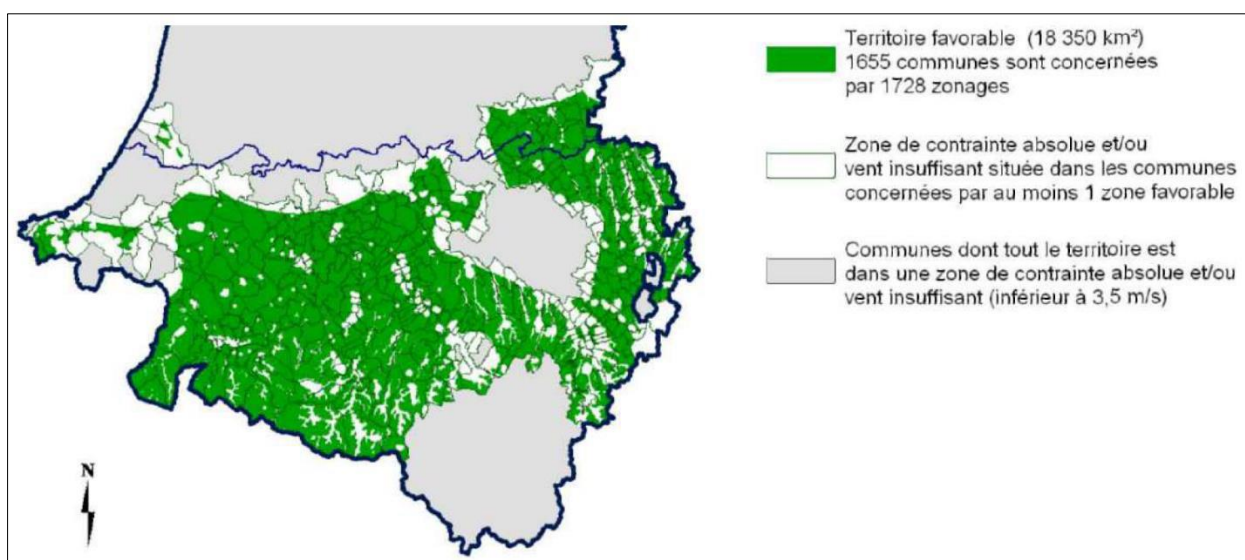 Territoire favorable (18 350 km²)
1655 communes sont concernées
par 1728 zonages
Zone de contrainte absolue et/ou
vent insuffisant située dans les communes
concernées par au moins 1 zone favorable
Communes dont tout le territoire est
dans une zone de contrainte absolue et/ou
vent insuffisant (inférieur à 3,5 m/s)
N